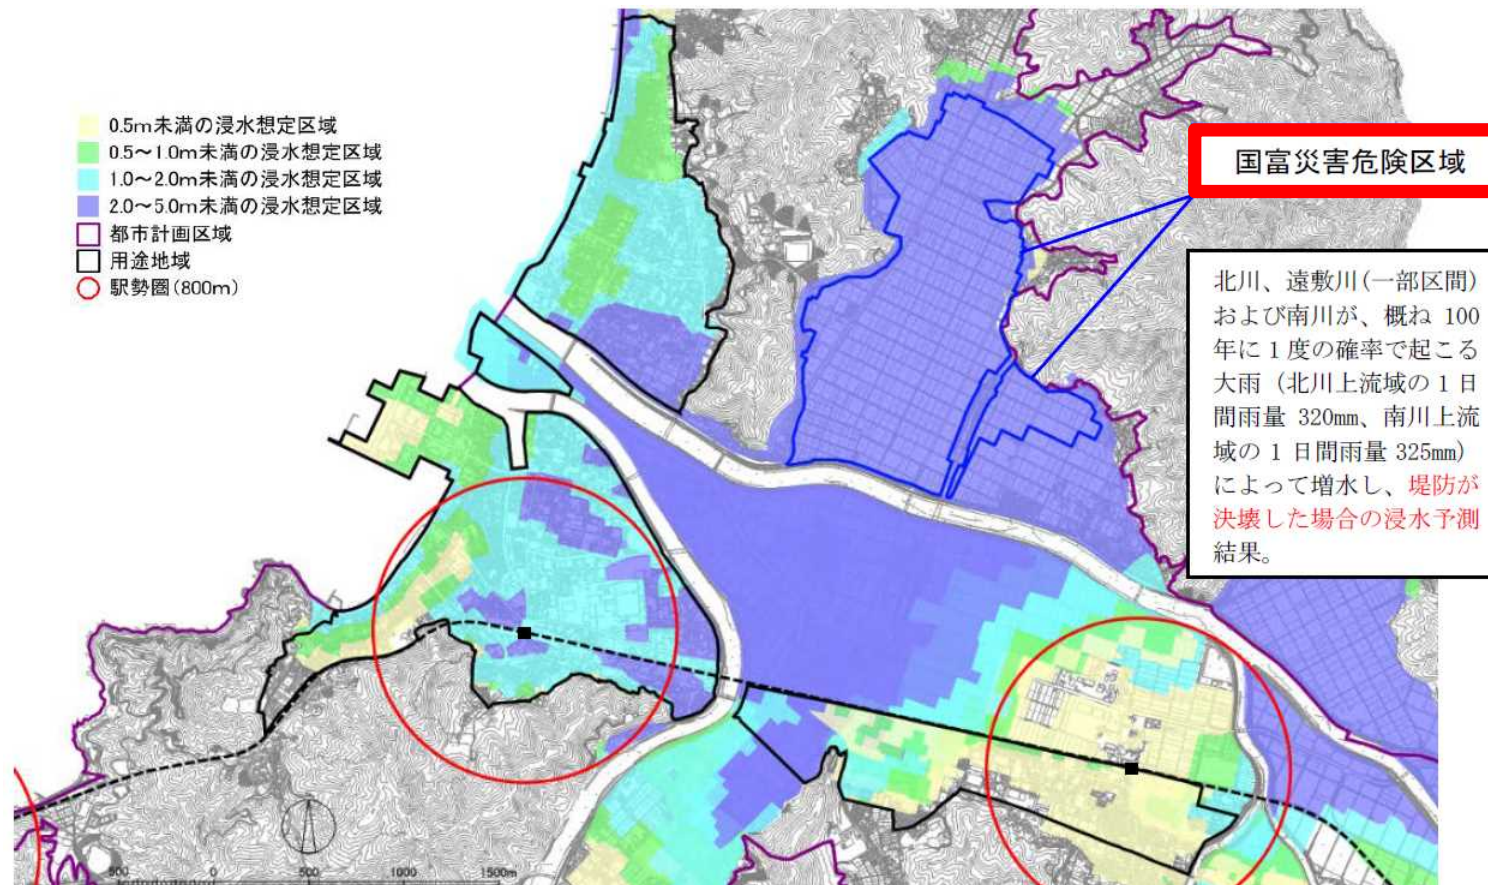 0.5m未満の浸水想定区域
0.5～1.0m未満の浸水想定区域
1.0～2.0m未満の浸水想定区域
2.0～5.0m未満の浸水想定区域
都市計画区域
用途地域
駅勢圏(800m)
国富災害危険区域
北川、遠敷川(一部区間)
および南川が、概ね 100
年に１度の確率で起こる
大雨（北川上流域の１日
間雨量 320mm、南川上流
域の１日間雨量 325mm）
によって増水し、堤防が
決壊した場合の浸水予測
結果。
500 0 500 1000 1500m